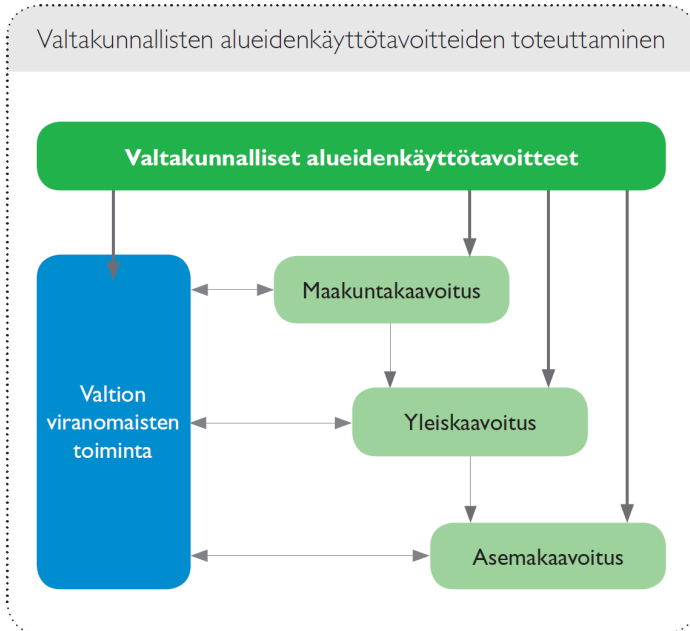 Valtakunnallisten alueidenkäyttötavoitteiden toteuttaminen
Valtakunnalliset alueidenkäyttötavoitteet
Maakuntakaavoitus
Valtion
viranomaisten
toiminta
Yleiskaavoitus
Asemakaavoitus